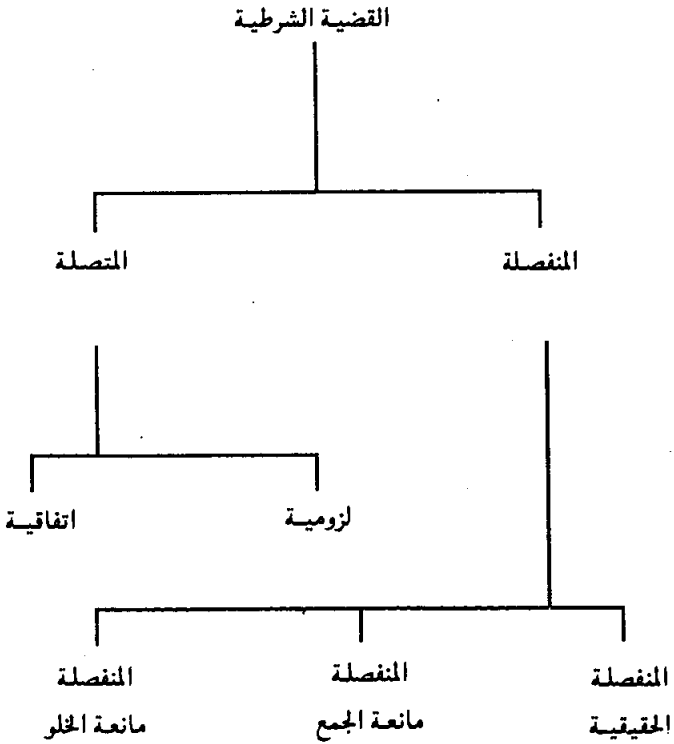 القضية الشرطية
المنفصلة
المتصلة
لزومية
اتفاقية
المنفصلة
الحقيقية
المنفصلة
مانعة الجمع
المنفصلة
مانعة الخلو